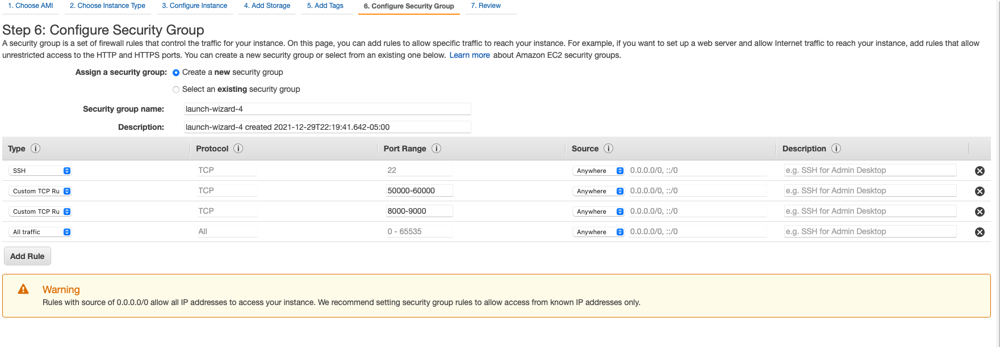 1. Choose AMI 2. Choose Instance Type 3. Configure Instance 4. Add Storage 5. Add Tags 6. Configure Security Group 7. Review
Step 6: Configure Security Group
A security group is a set of firewall rules that control the traffic for your instance. On this page, you can add rules to allow specific traffic to reach your instance. For example, if you want to set up a web server and allow Internet traffic to reach your instance, add rules that allow
unrestricted access to the HTTP and HTTPS ports. You can create a new security group or select from an existing one below. Learn more about Amazon EC2 security groups.
Assign a security group: Create a new security group
Select an existing security group
Security group name: launch-wizard-4
Description: launch-wizard-4 created 2021-12-29T22:19:41.642-05:00
Type i Protocol i Port Range i Source i Description i
SSH TCP 22 Anywhere 0.0.0.0/0, ::/0 e.g. SSH for Admin Desktop
Custom TCP Ru TCP 50000-60000 Anywhere 0.0.0.0/0, ::/0 e.g. SSH for Admin Desktop
Custom TCP Ru TCP 8000-9000 Anywhere 0.0.0.0/0, ::/0 e.g. SSH for Admin Desktop
All traffic All 0 - 65535 Anywhere 0.0.0.0/0, ::/0 e.g. SSH for Admin Desktop
Add Rule
Warning
Rules with source of 0.0.0.0/0 allow all IP addresses to access your instance. We recommend setting security group rules to allow access from known IP addresses only.